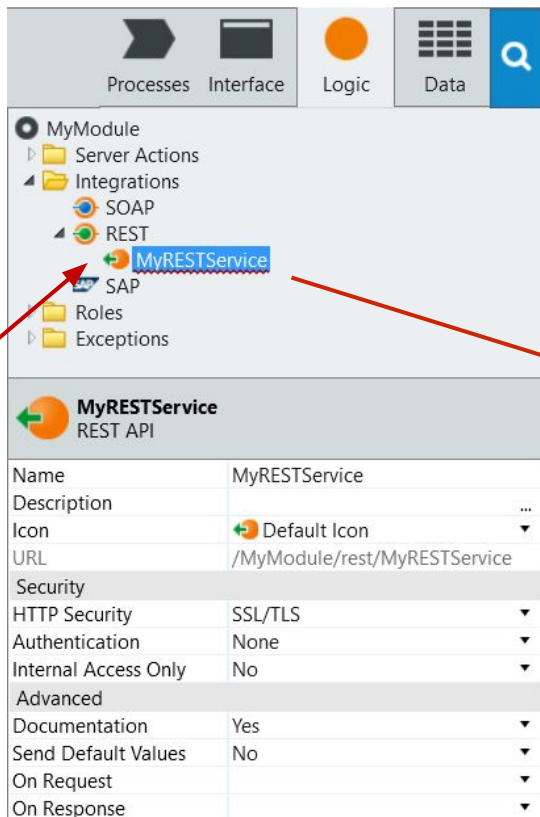 Processes Interface Logic Data
MyModule
Server Actions
Integrations
SOAP
REST
MyRESTService
SAP SAP
Roles
Exceptions
MyRESTService
REST API
Name MyRESTService
Description ...
Icon Default Icon
URL /MyModule/rest/MyRESTService
Security
HTTP Security SSL/TLS
Authentication None
Internal Access Only No
Advanced
Documentation Yes
Send Default Values No
On Request
On Response